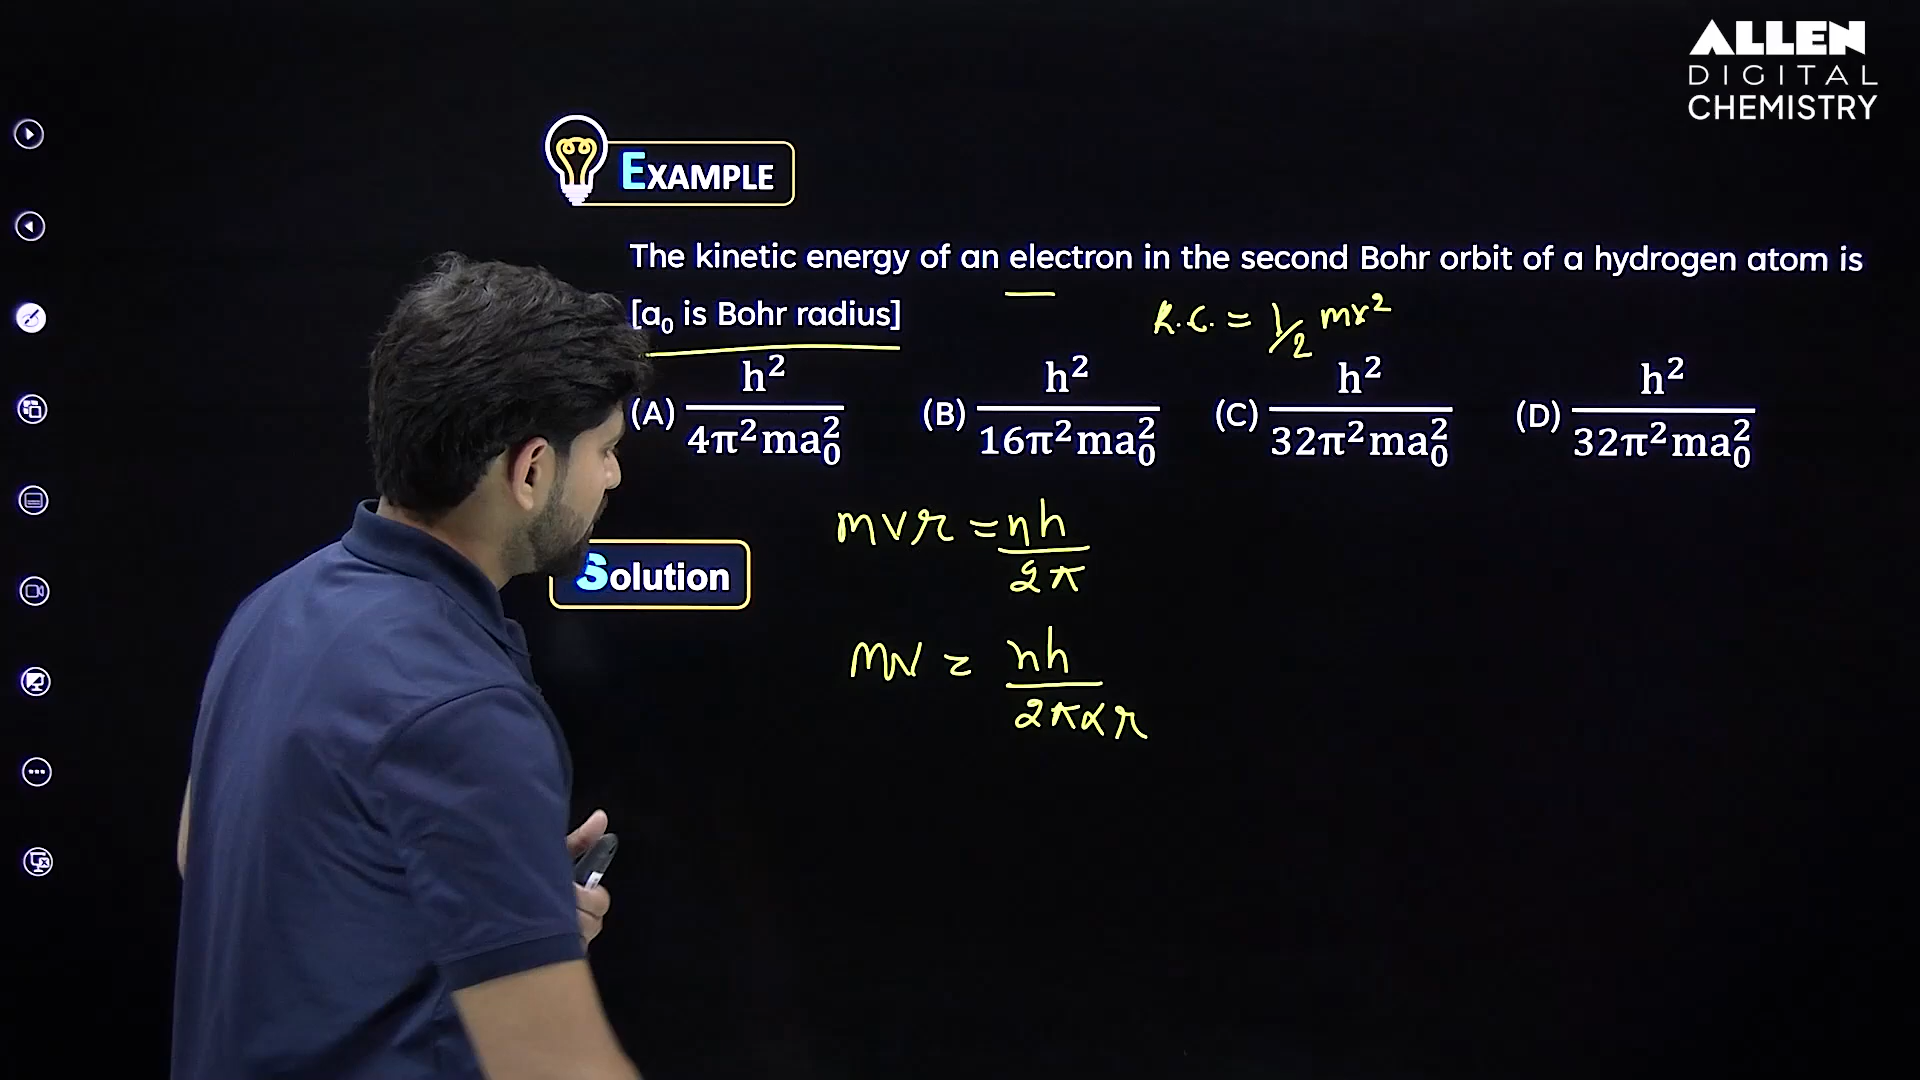 ALLEN
DIGITAL
CHEMISTRY
EXAMPLE
The kinetic energy of an electron in the second Bohr orbit of a hydrogen atom is
[a₀ is Bohr radius]
K.E. = 1/2 mv²
(A) h²/4π²ma₀² (B) h²/16π²ma₀² (C) h²/32π²ma₀² (D) h²/32π²ma₀²
mvr = nh/2π
Solution
mv = nh/2π×r